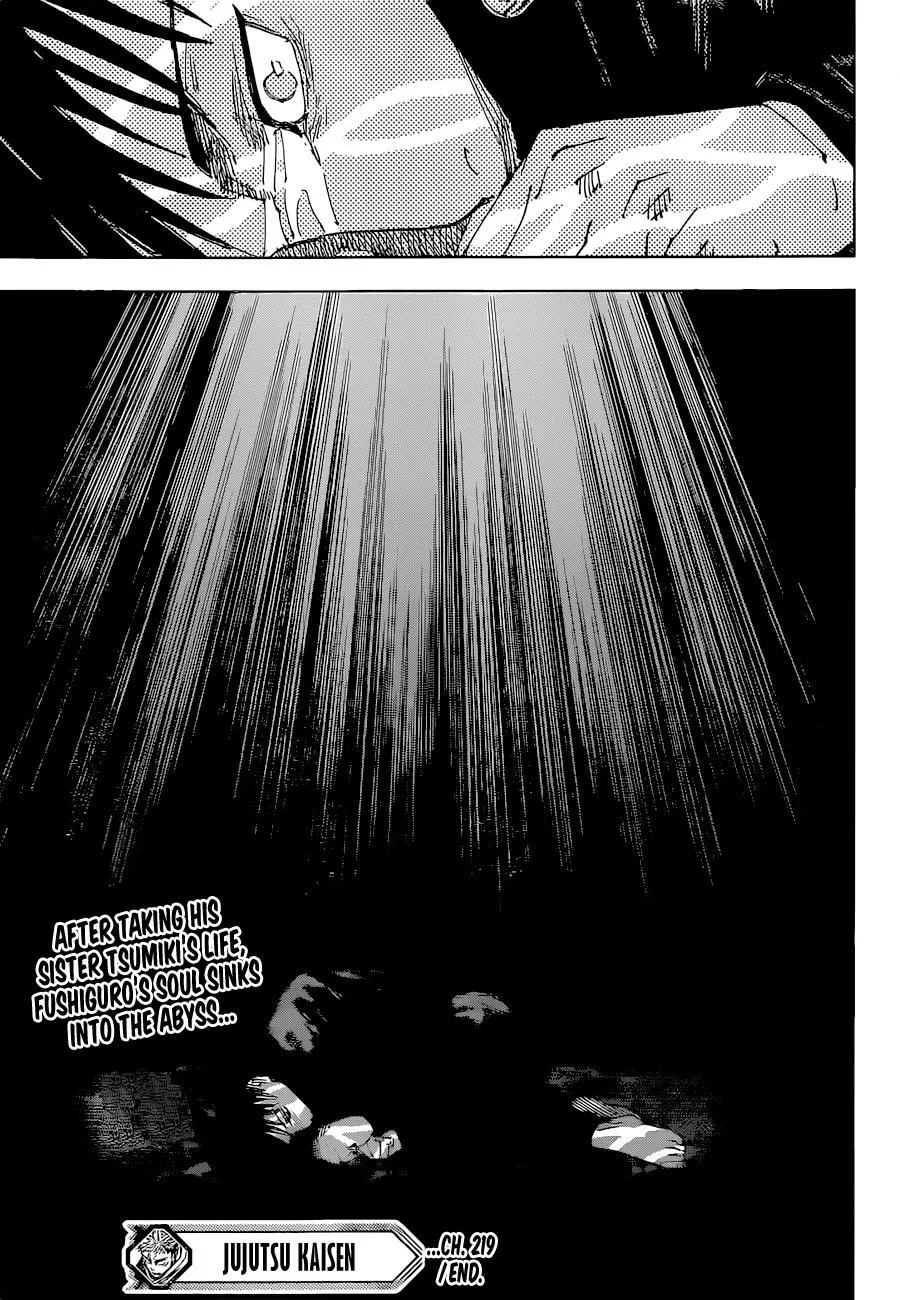 AFTER TAKING HIS
SISTER TSUMIKI'S LIFE,
FUSHIGURO'S SOUL SINKS
INTO THE ABYSS...
JUJUTSU KAISEN
...CH. 219
/END.